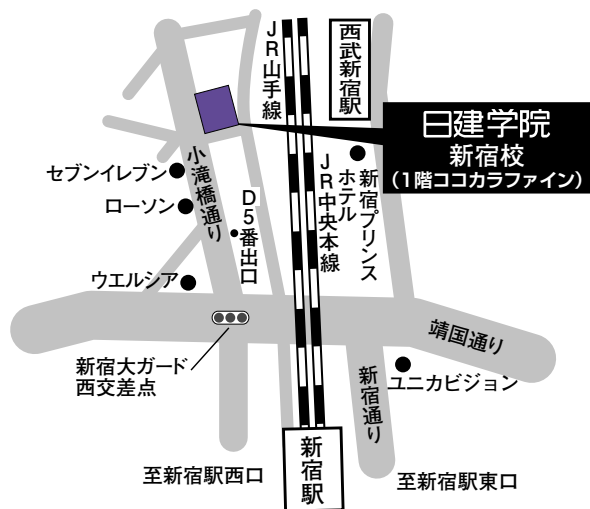 JR山手線
西武新宿駅
日建学院
新宿校
(1階ココカラファイン)
セブンイレブン
ローソン
小滝橋通り
D5番出口
JR中央本線
新宿プリンス
ホテル
ウエルシア
靖国通り
新宿大ガード
西交差点
新宿通り
ユニカビジョン
新宿駅
至新宿駅西口
至新宿駅東口